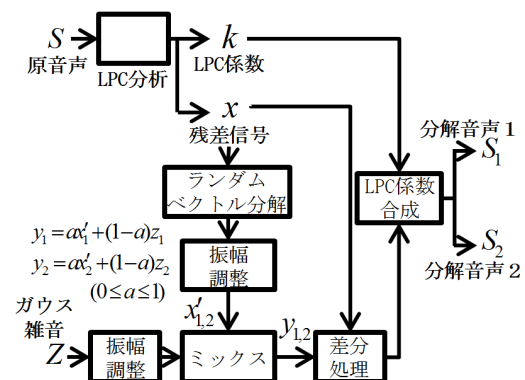 S
原音声
LPC分析
k
LPC係数
x
残差信号
ランダム
ベクトル分解
分解音声1
S₁
LPC係数
合成
S₂
分解音声2
y₁=ax′₁+(1−a)z₁
y₂=ax′₂+(1−a)z₂
(0≤a≤1)
振幅
調整
x′₁,₂
ガウス
雑音
Z
振幅
調整
ミックス
y₁,₂
差分
処理